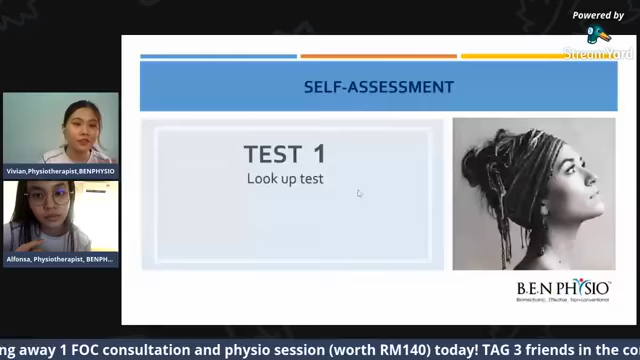 Powered by
StreamYard
SELF-ASSESSMENT
TEST 1
Look up test
Vivian,Physiotherapist,BENPHYSIO
Alfonsa, Physiotherapist, BENPH...
B.E.N PHYSIO
Biomechanic, Effective, Non-conventional
ng away 1 FOC consultation and physio session (worth RM140) today! TAG 3 friends in the co